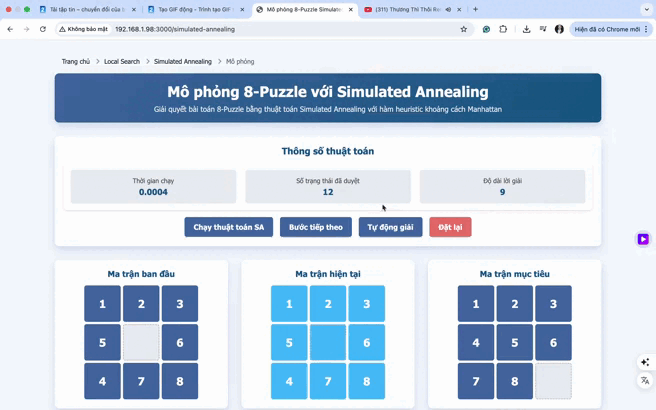 Tải tập tin – chuyển đổi của b
Tạo GIF động - Trình tạo GIF
Mô phỏng 8-Puzzle Simulate
(311) Thương Thì Thôi Re
Không bảo mật
192.168.1.98:3000/simulated-annealing
Hiện đã có Chrome mới
Trang chủ > Local Search > Simulated Annealing > Mô phỏng
Mô phỏng 8-Puzzle với Simulated Annealing
Giải quyết bài toán 8-Puzzle bằng thuật toán Simulated Annealing với hàm heuristic khoảng cách Manhattan
Thông số thuật toán
Thời gian chạy
0.0004
Số trạng thái đã duyệt
12
Độ dài lời giải
9
Chạy thuật toán SA
Bước tiếp theo
Tự động giải
Đặt lại
Ma trận ban đầu
1 2 3
5 6
4 7 8
Ma trận hiện tại
1 2 3
5 6
4 7 8
Ma trận mục tiêu
1 2 3
4 5 6
7 8